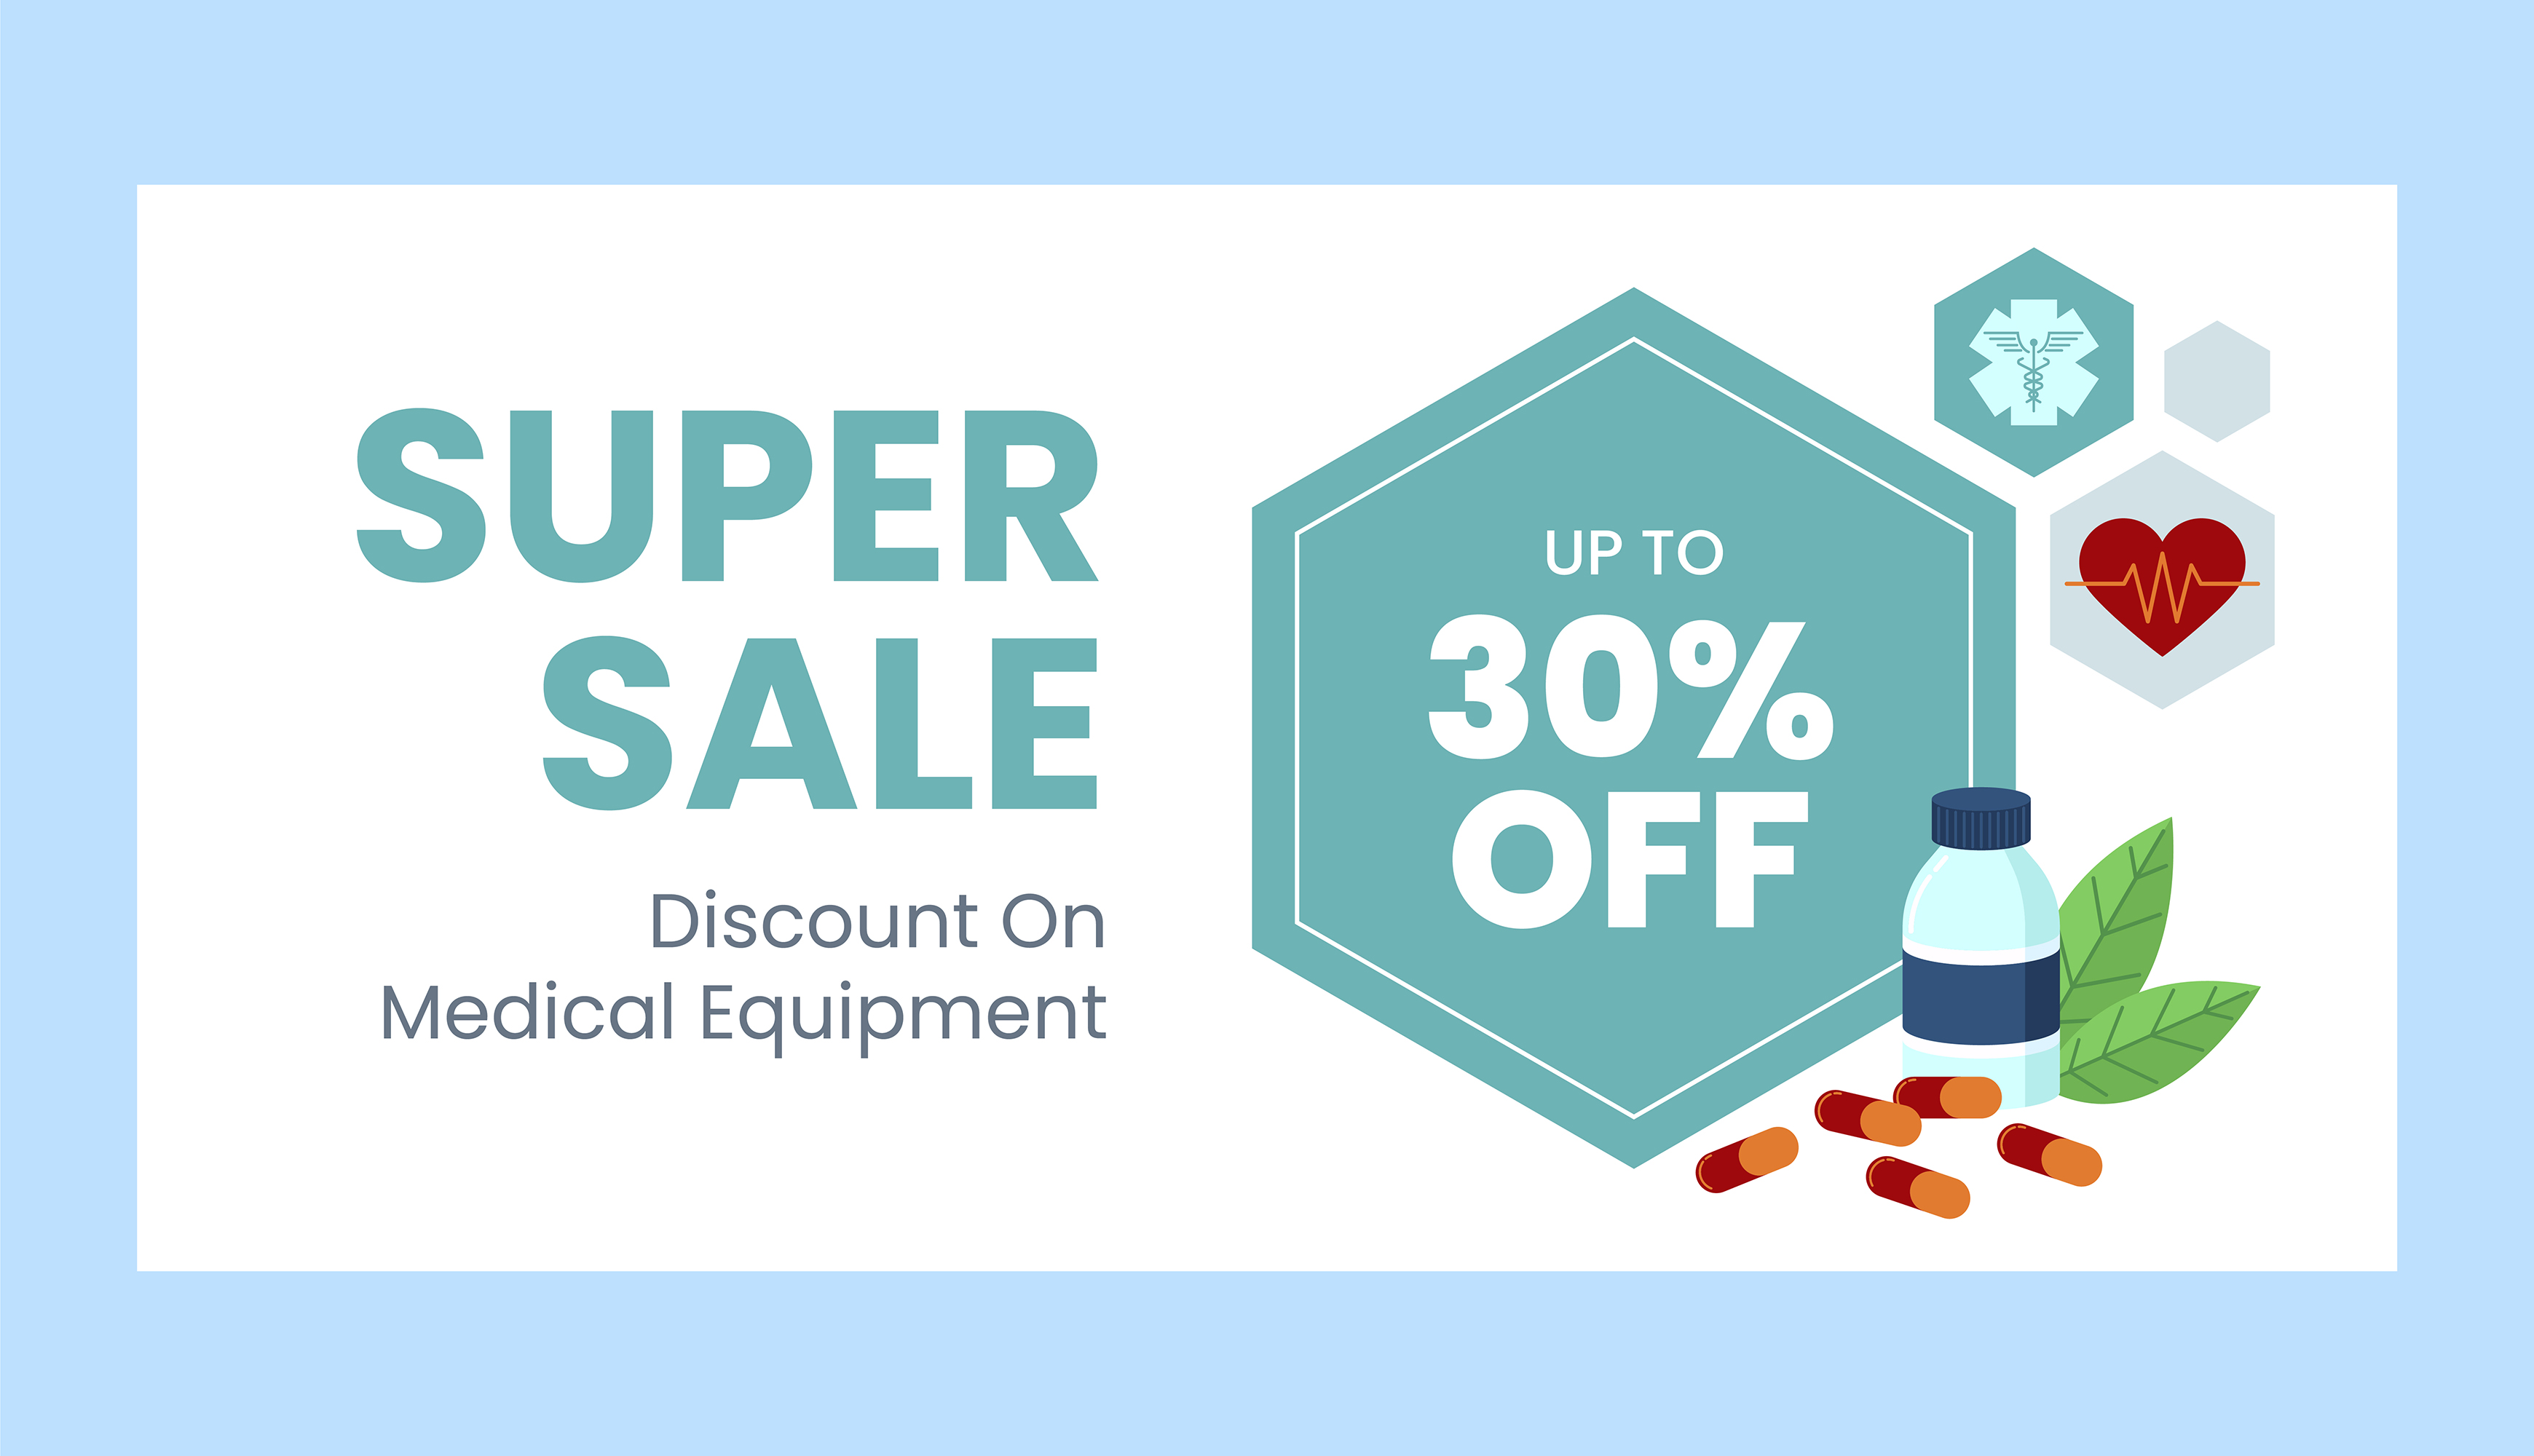 SUPER
SALE
Discount On
Medical Equipment
UP TO
30%
OFF